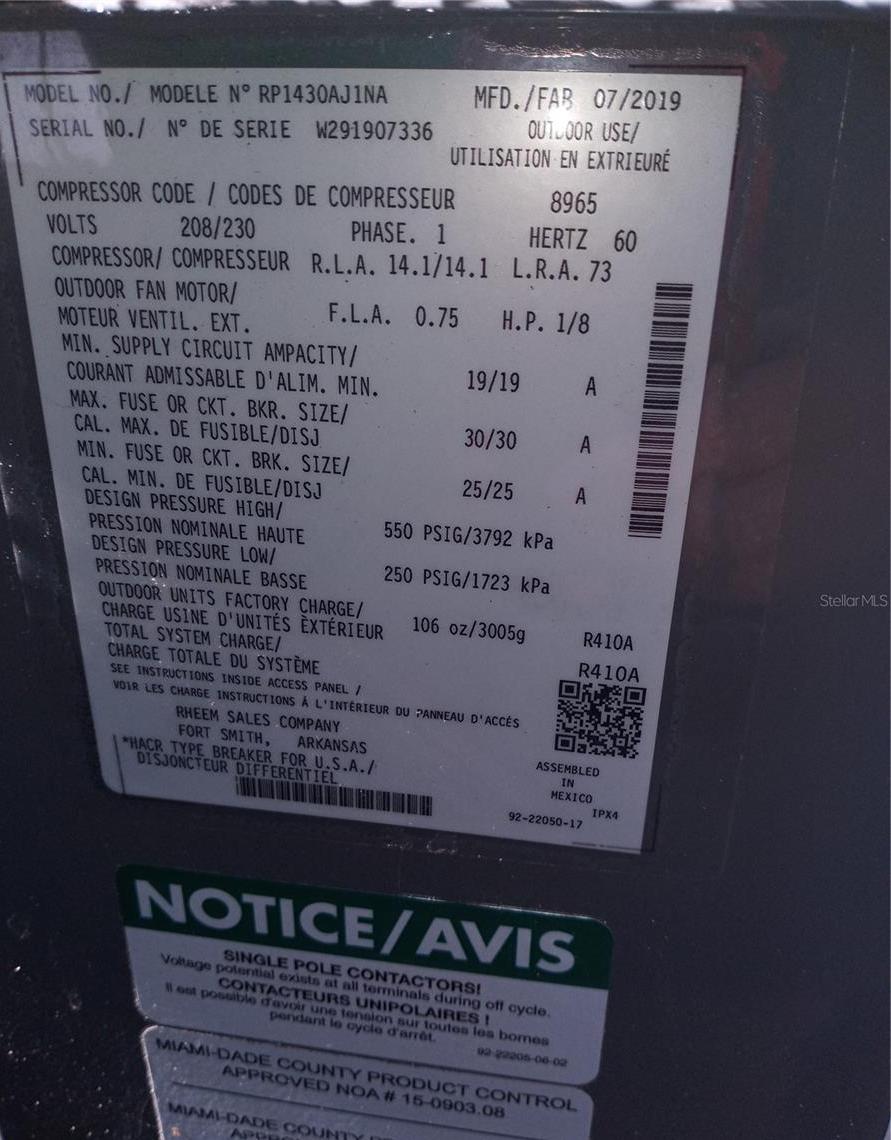 MODEL NO./ MODELE N° RP1430AJ1NA MFD./FAB 07/2019
SERIAL NO./ N° DE SERIE W291907336 OUTDOOR USE/
UTILISATION EN EXTRIEURÉ
COMPRESSOR CODE / CODES DE COMPRESSEUR 8965
VOLTS 208/230 PHASE. 1 HERTZ 60
COMPRESSOR/ COMPRESSEUR R.L.A. 14.1/14.1 L.R.A. 73
OUTDOOR FAN MOTOR/
MOTEUR VENTIL. EXT. F.L.A. 0.75 H.P. 1/8
MIN. SUPPLY CIRCUIT AMPACITY/
COURANT ADMISSABLE D'ALIM. MIN. 19/19 A
MAX. FUSE OR CKT. BKR. SIZE/
CAL. MAX. DE FUSIBLE/DISJ 30/30 A
MIN. FUSE OR CKT. BRK. SIZE/
CAL. MIN. DE FUSIBLE/DISJ 25/25 A
DESIGN PRESSURE HIGH/
PRESSION NOMINALE HAUTE 550 PSIG/3792 kPa
DESIGN PRESSURE LOW/
PRESSION NOMINALE BASSE 250 PSIG/1723 kPa
OUTDOOR UNITS FACTORY CHARGE/
CHARGE USINE D'UNITÉS ÈXTÉRIEUR 106 oz/3005g R410A
TOTAL SYSTEM CHARGE/
CHARGE TOTALE DU SYSTÈME R410A
SEE INSTRUCTIONS INSIDE ACCESS PANEL /
VOIR LES CHARGE INSTRUCTIONS À L'INTÉRIEUR DU PANNEAU D'ACCÉS
RHEEM SALES COMPANY
FORT SMITH, ARKANSAS
*HACR TYPE BREAKER FOR U.S.A./
DISJONCTEUR DIFFERENTIEL
ASSEMBLED
IN
MEXICO
IPX4
92-22050-17
StellarMLS
NOTICE/AVIS
SINGLE POLE CONTACTORS!
Voltage potential exists at all terminals during off cycle.
CONTACTEURS UNIPOLAIRES !
Il est possible d'avoir une tension sur toutes les bornes
pendant le cycle d'arrêt.
92-22205-06-02
MIAMI-DADE COUNTY PRODUCT CONTROL
APPROVED NOA # 15-0903.08
MIAMI-DADE COUNTY